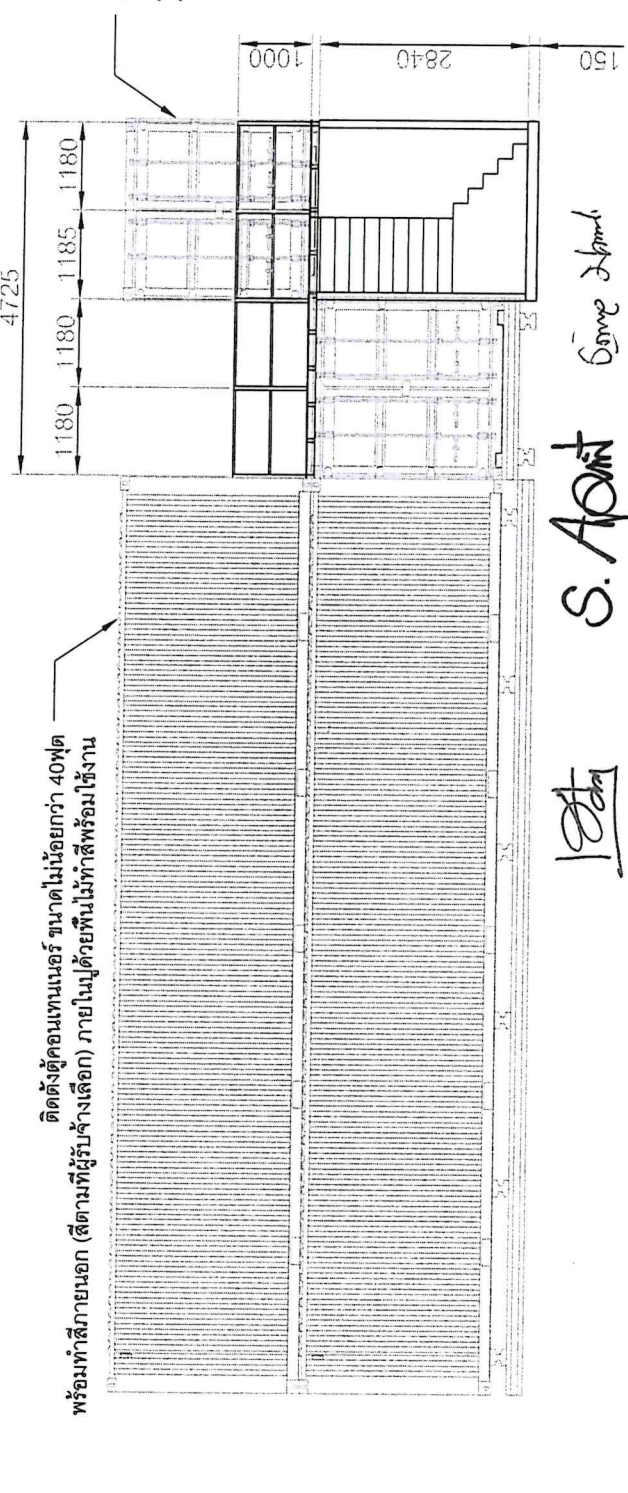 ติดตั้งตู้คอนเทนเนอร์ ขนาดไม่น้อยกว่า 40ฟุต
พร้อมทำสีภายนอก (สีตามที่ผู้รับจ้างเลือก) ภายในปูด้วยพื้นไม้ทำสีพร้อมใช้งาน
4725
1180
1180
1185
1180
1000
2840
150
S.